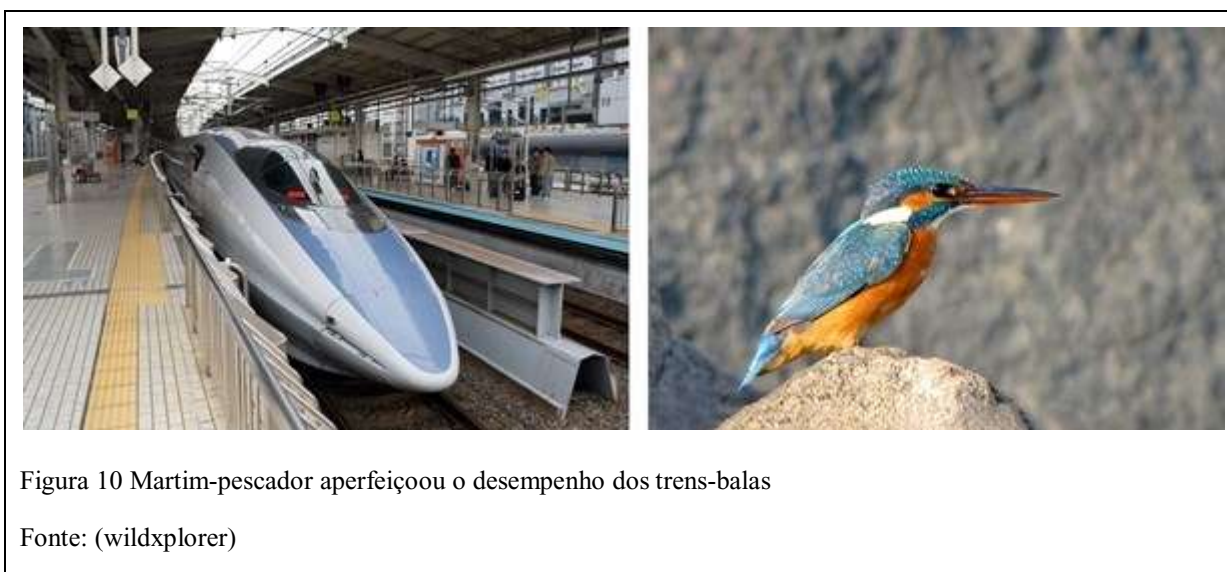 Figura 10 Martim-pescador aperfeiçoou o desempenho dos trens-balas
Fonte: (wildxplorer)